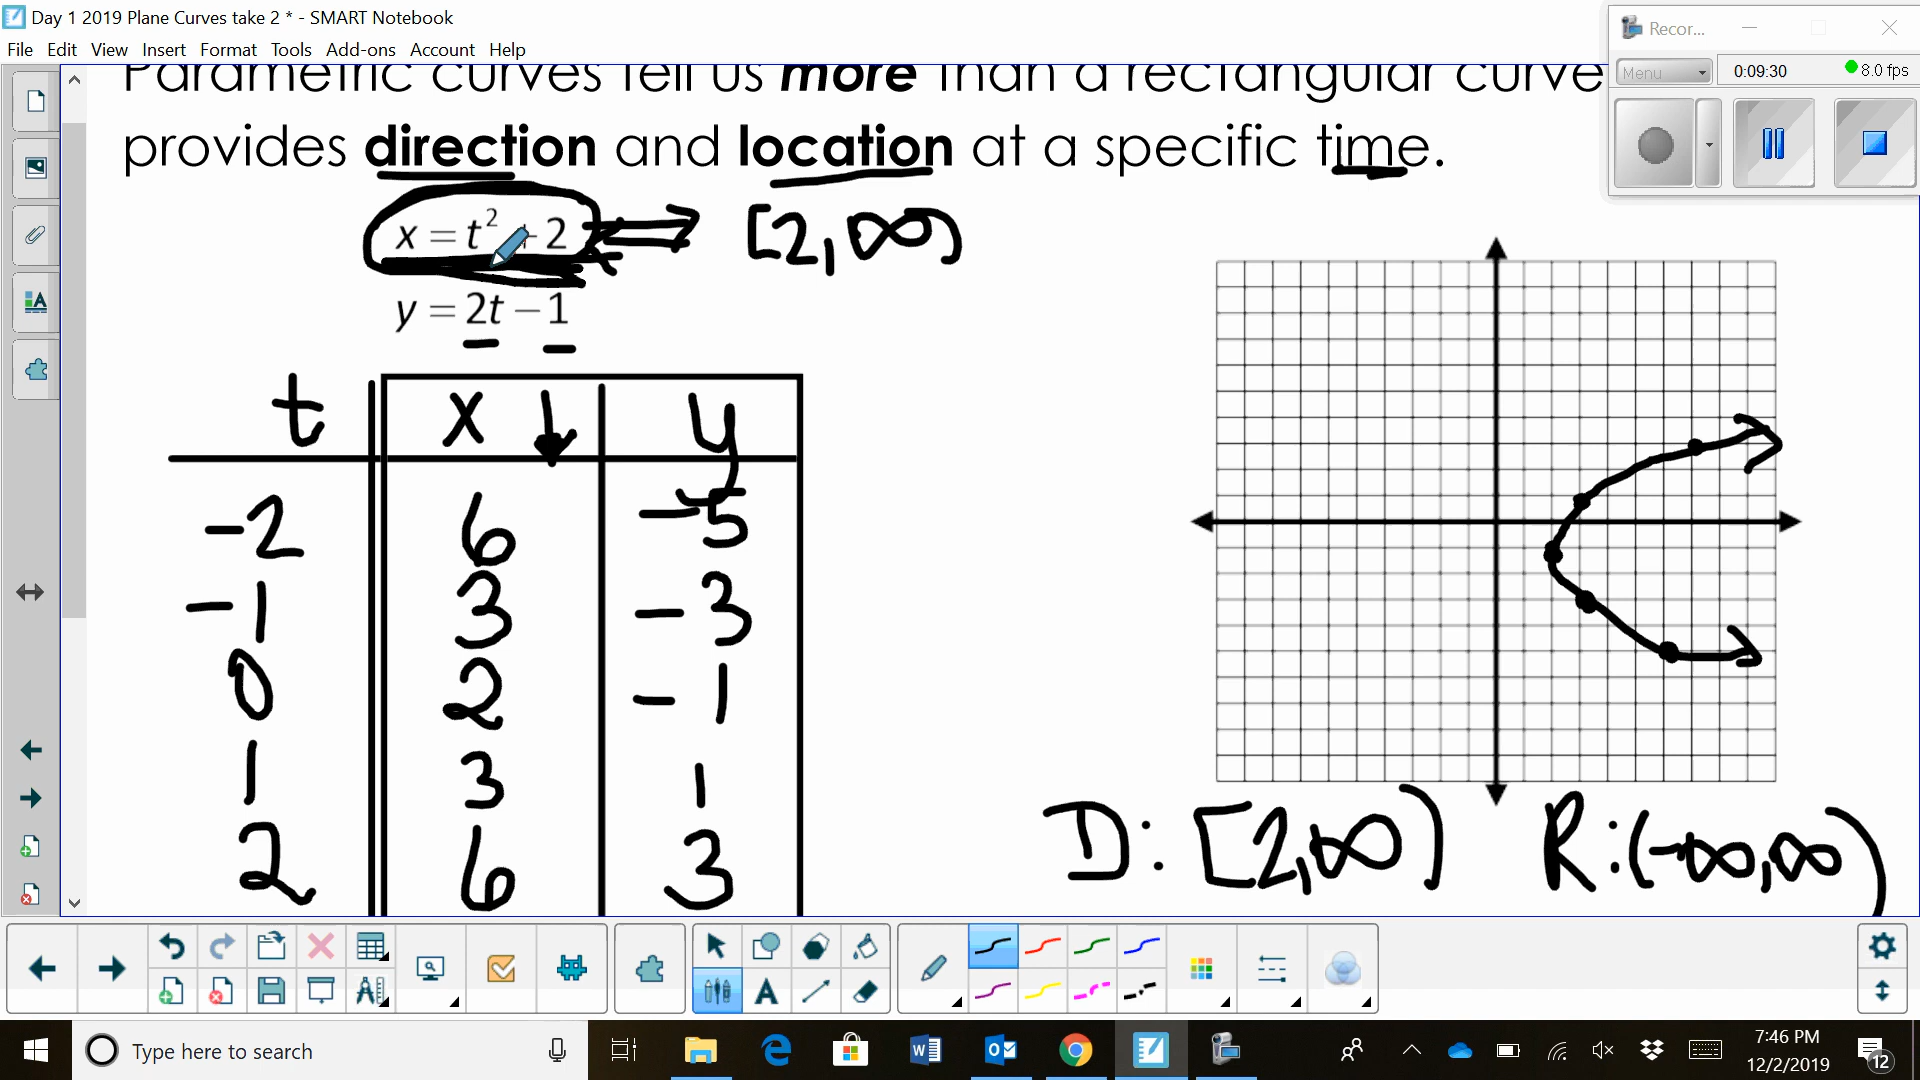 Day 1 2019 Plane Curves take 2 * - SMART Notebook
File Edit View Insert Format Tools Add-ons Account Help
Recor...
Menu 0:09:30 8.0 fps
Parametric curves tell us more than a rectangular curve
provides direction and location at a specific time.
x = t² + 2 [2,∞)
y = 2t − 1
t x y
-2 6 -5
-1 3 -3
0 2 -1
1 3 1
2 6 3
D: [2,∞) R: (-∞,∞)
Type here to search
7:46 PM
12/2/2019
12